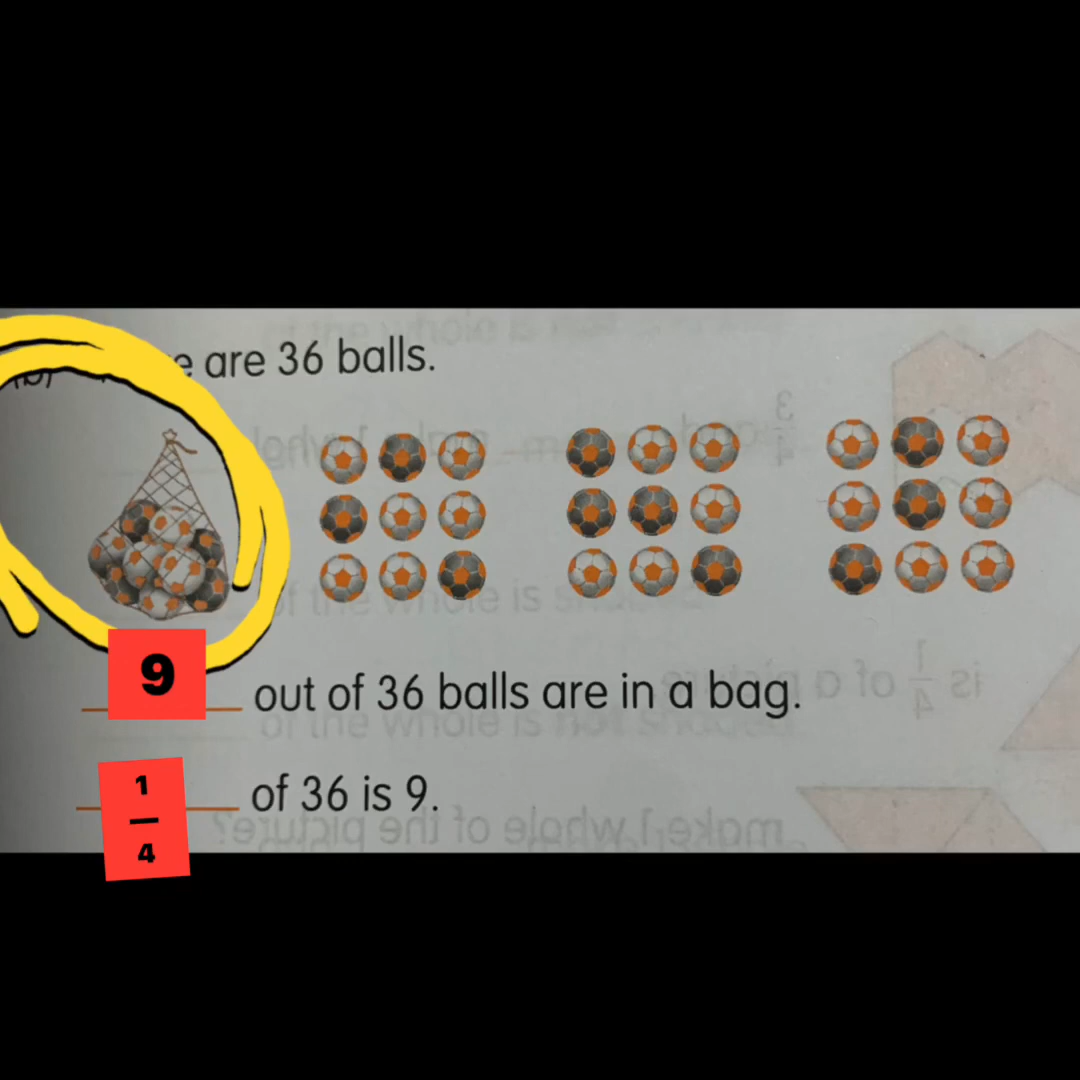 e are 36 balls.
9 out of 36 balls are in a bag.
1/4 of 36 is 9.